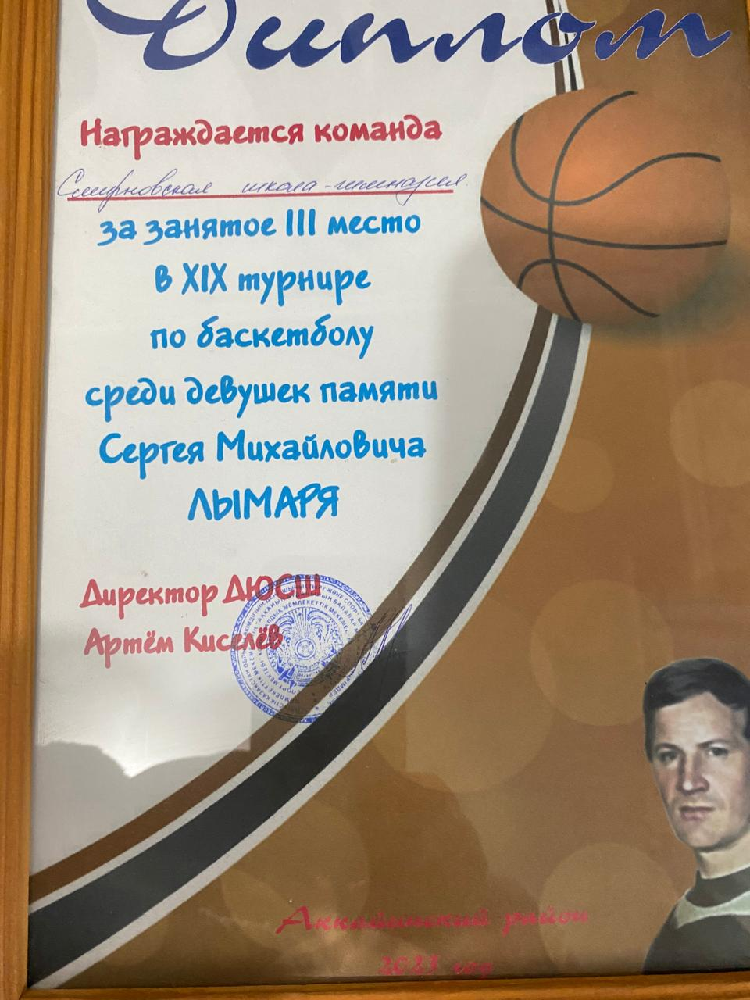 Диплом
Награждается команда
Смирновская школа-гимназия
за занятое III место
в XIX турнире
по баскетболу
среди девушек памяти
Сергея Михайловича
ЛЫМАРЯ
Директор ДЮСШ
Артём Киселёв
Аккайынский район
2023 год